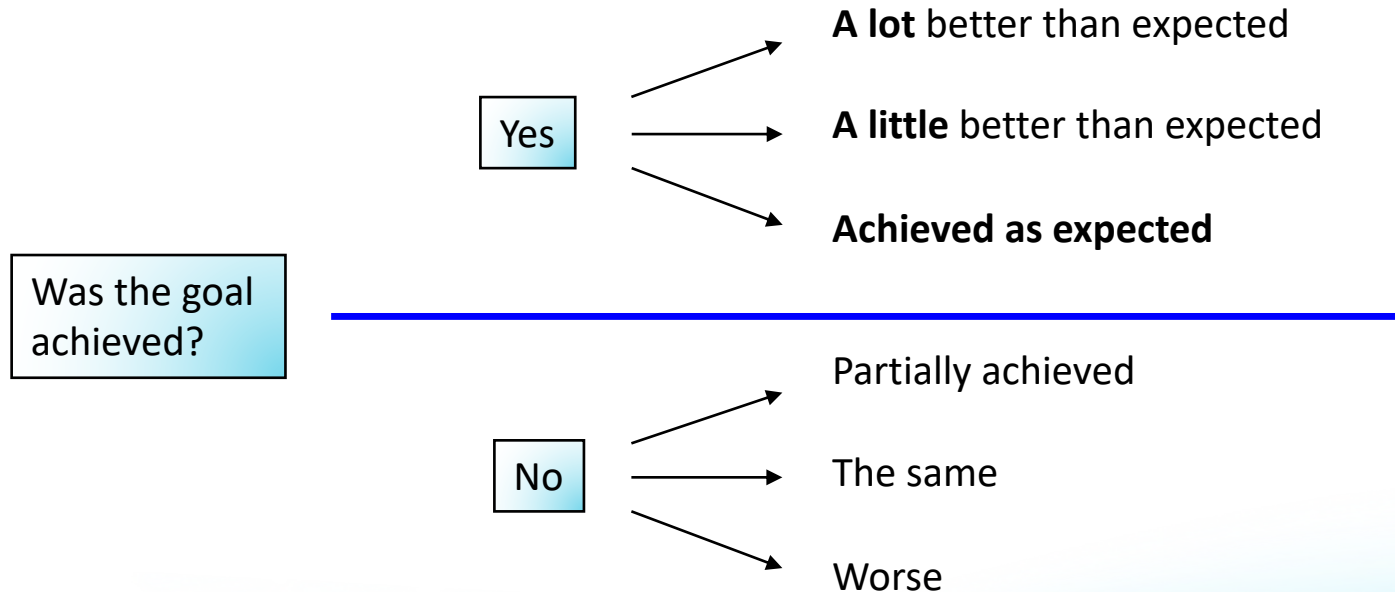 A lot better than expected
Yes
A little better than expected
Achieved as expected
Was the goal
achieved?
Partially achieved
No
The same
Worse